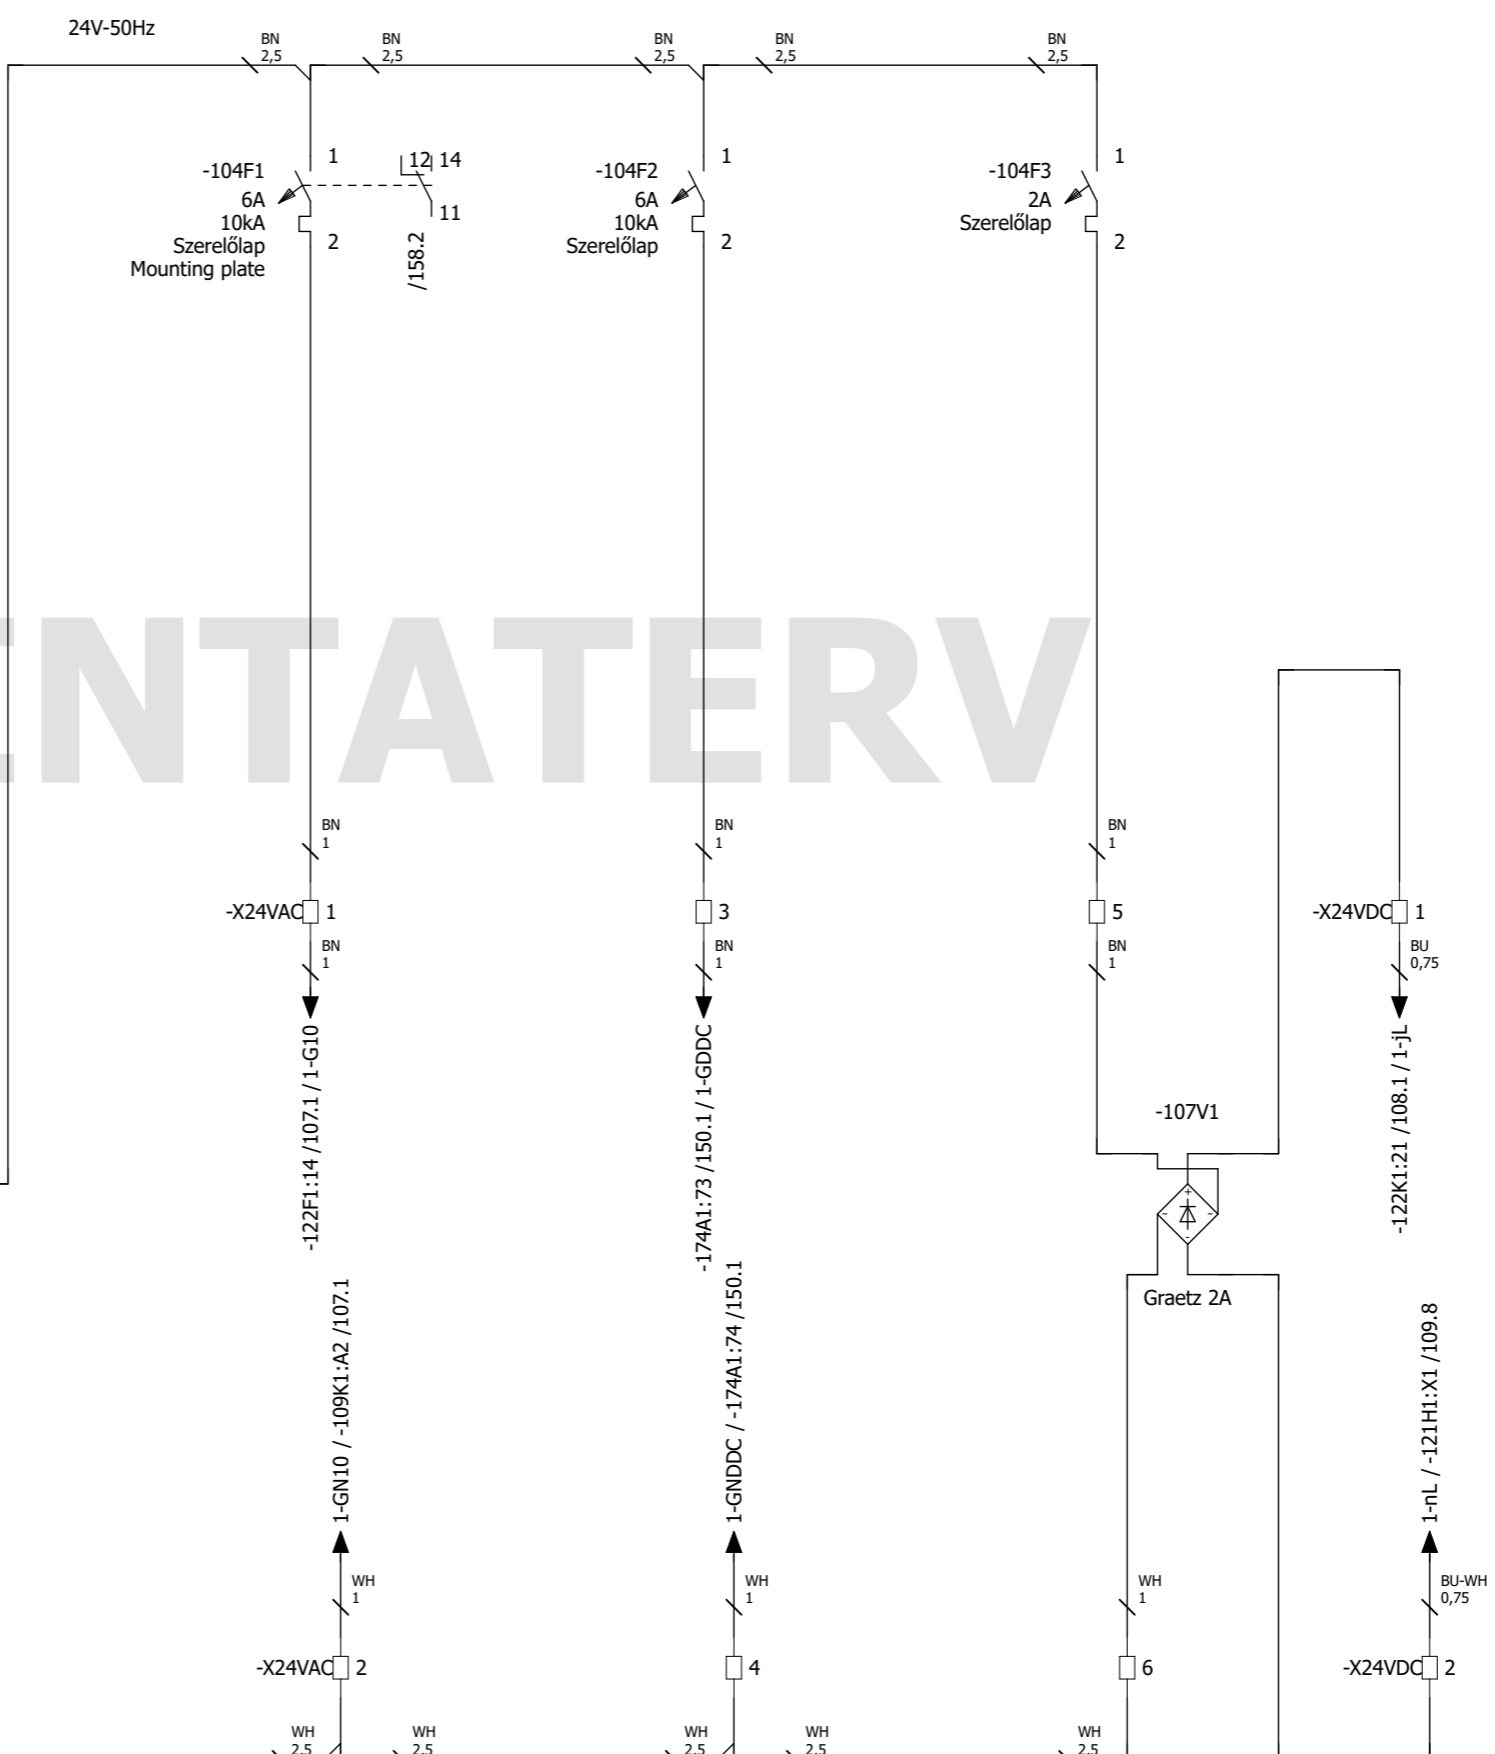 24V-50Hz
BN
2,5
BN
2,5
BN
2,5
BN
2,5
BN
2,5
-104F1
6A
10kA
Szerelőlap
Mounting plate
1
2
12
14
11
/158.2
-104F2
6A
10kA
Szerelőlap
1
2
-104F3
2A
Szerelőlap
1
2
ENTATERV
BN
1
BN
1
BN
1
-X24VAC
1
3
5
-X24VDC
1
BN
1
BN
1
BN
1
BU
0,75
-122F1:14 /107.1 / 1-G10
-174A1:73 /150.1 / 1-GDDC
-122K1:21 /108.1 / 1-jL
-107V1
+
~
~
-
Graetz 2A
1-GN10 / -109K1:A2 /107.1
1-GNDDC / -174A1:74 /150.1
1-nL / -121H1:X1 /109.8
WH
1
WH
1
WH
1
BU-WH
0,75
-X24VAC
2
4
6
-X24VDC
2
WH
2,5
WH
2,5
WH
2,5
WH
2,5
WH
2,5